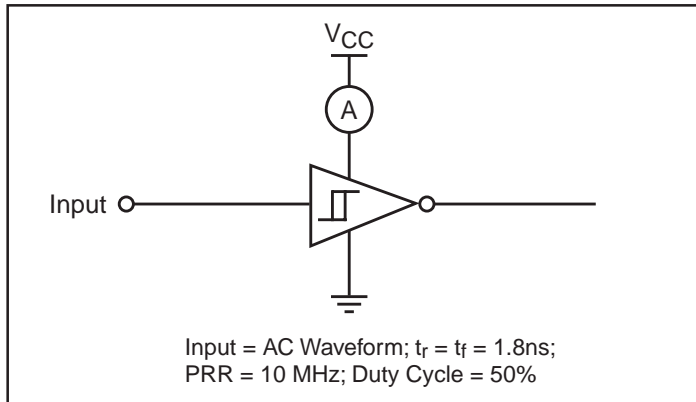 VCC
A
Input
Input = AC Waveform; tr = tf = 1.8ns;
PRR = 10 MHz; Duty Cycle = 50%